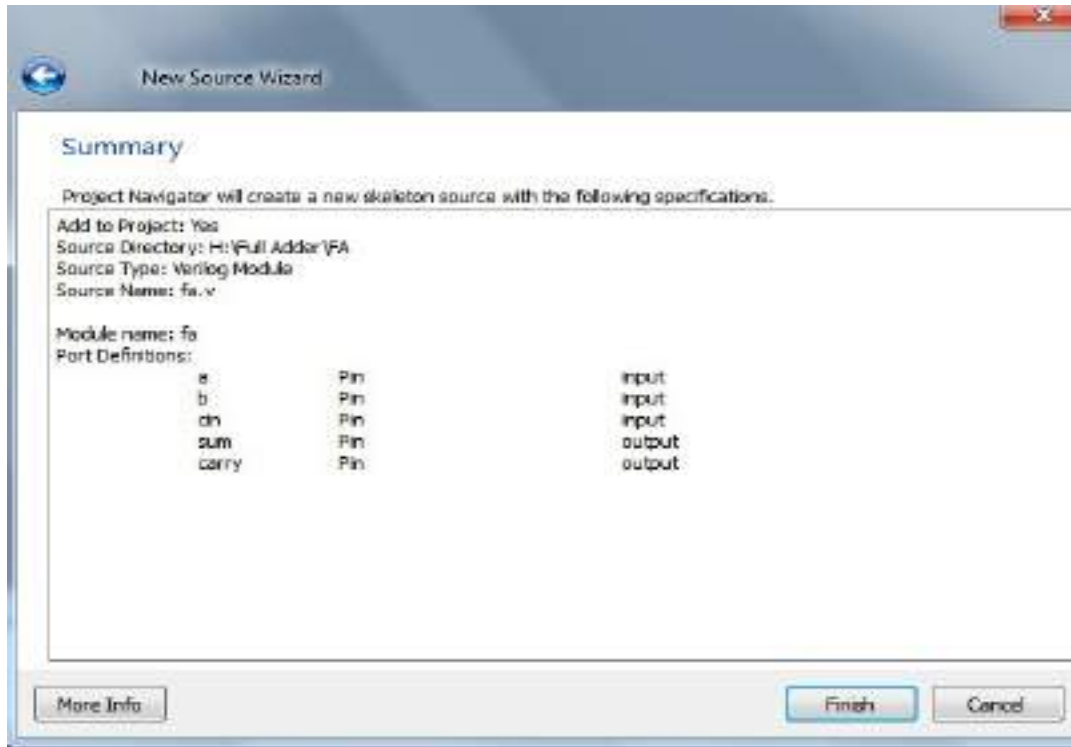 New Source Wizard
Summary
Project Navigator will create a new skeleton source with the following specifications.
Add to Project: Yes
Source Directory: H:\Full Adder\FA
Source Type: Verilog Module
Source Name: fa.v
Module name: fa
Port Definitions:
a Pin input
b Pin input
cin Pin input
sum Pin output
carry Pin output
More Info Finish Cancel